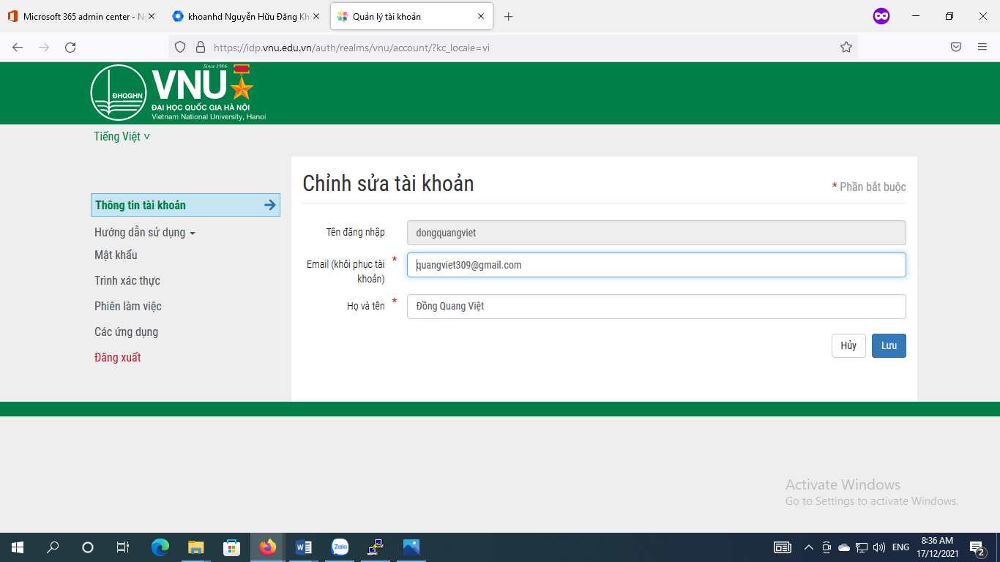 Microsoft 365 admin center - N
khoanhd Nguyễn Hữu Đăng Kh
Quản lý tài khoản
https://idp.vnu.edu.vn/auth/realms/vnu/account/?kc_locale=vi
ĐHQGHN
Since 1906
VNU
ĐẠI HỌC QUỐC GIA HÀ NỘI
Vietnam National University, Hanoi
Tiếng Việt
Thông tin tài khoản
Hướng dẫn sử dụng
Mật khẩu
Trình xác thực
Phiên làm việc
Các ứng dụng
Đăng xuất
Chỉnh sửa tài khoản
* Phần bắt buộc
Tên đăng nhập
dongquangviet
Email (khôi phục tài khoản) *
quangviet309@gmail.com
Họ và tên *
Đồng Quang Việt
Hủy
Lưu
Activate Windows
Go to Settings to activate Windows.
W
Zalo
ENG
8:36 AM
17/12/2021
2